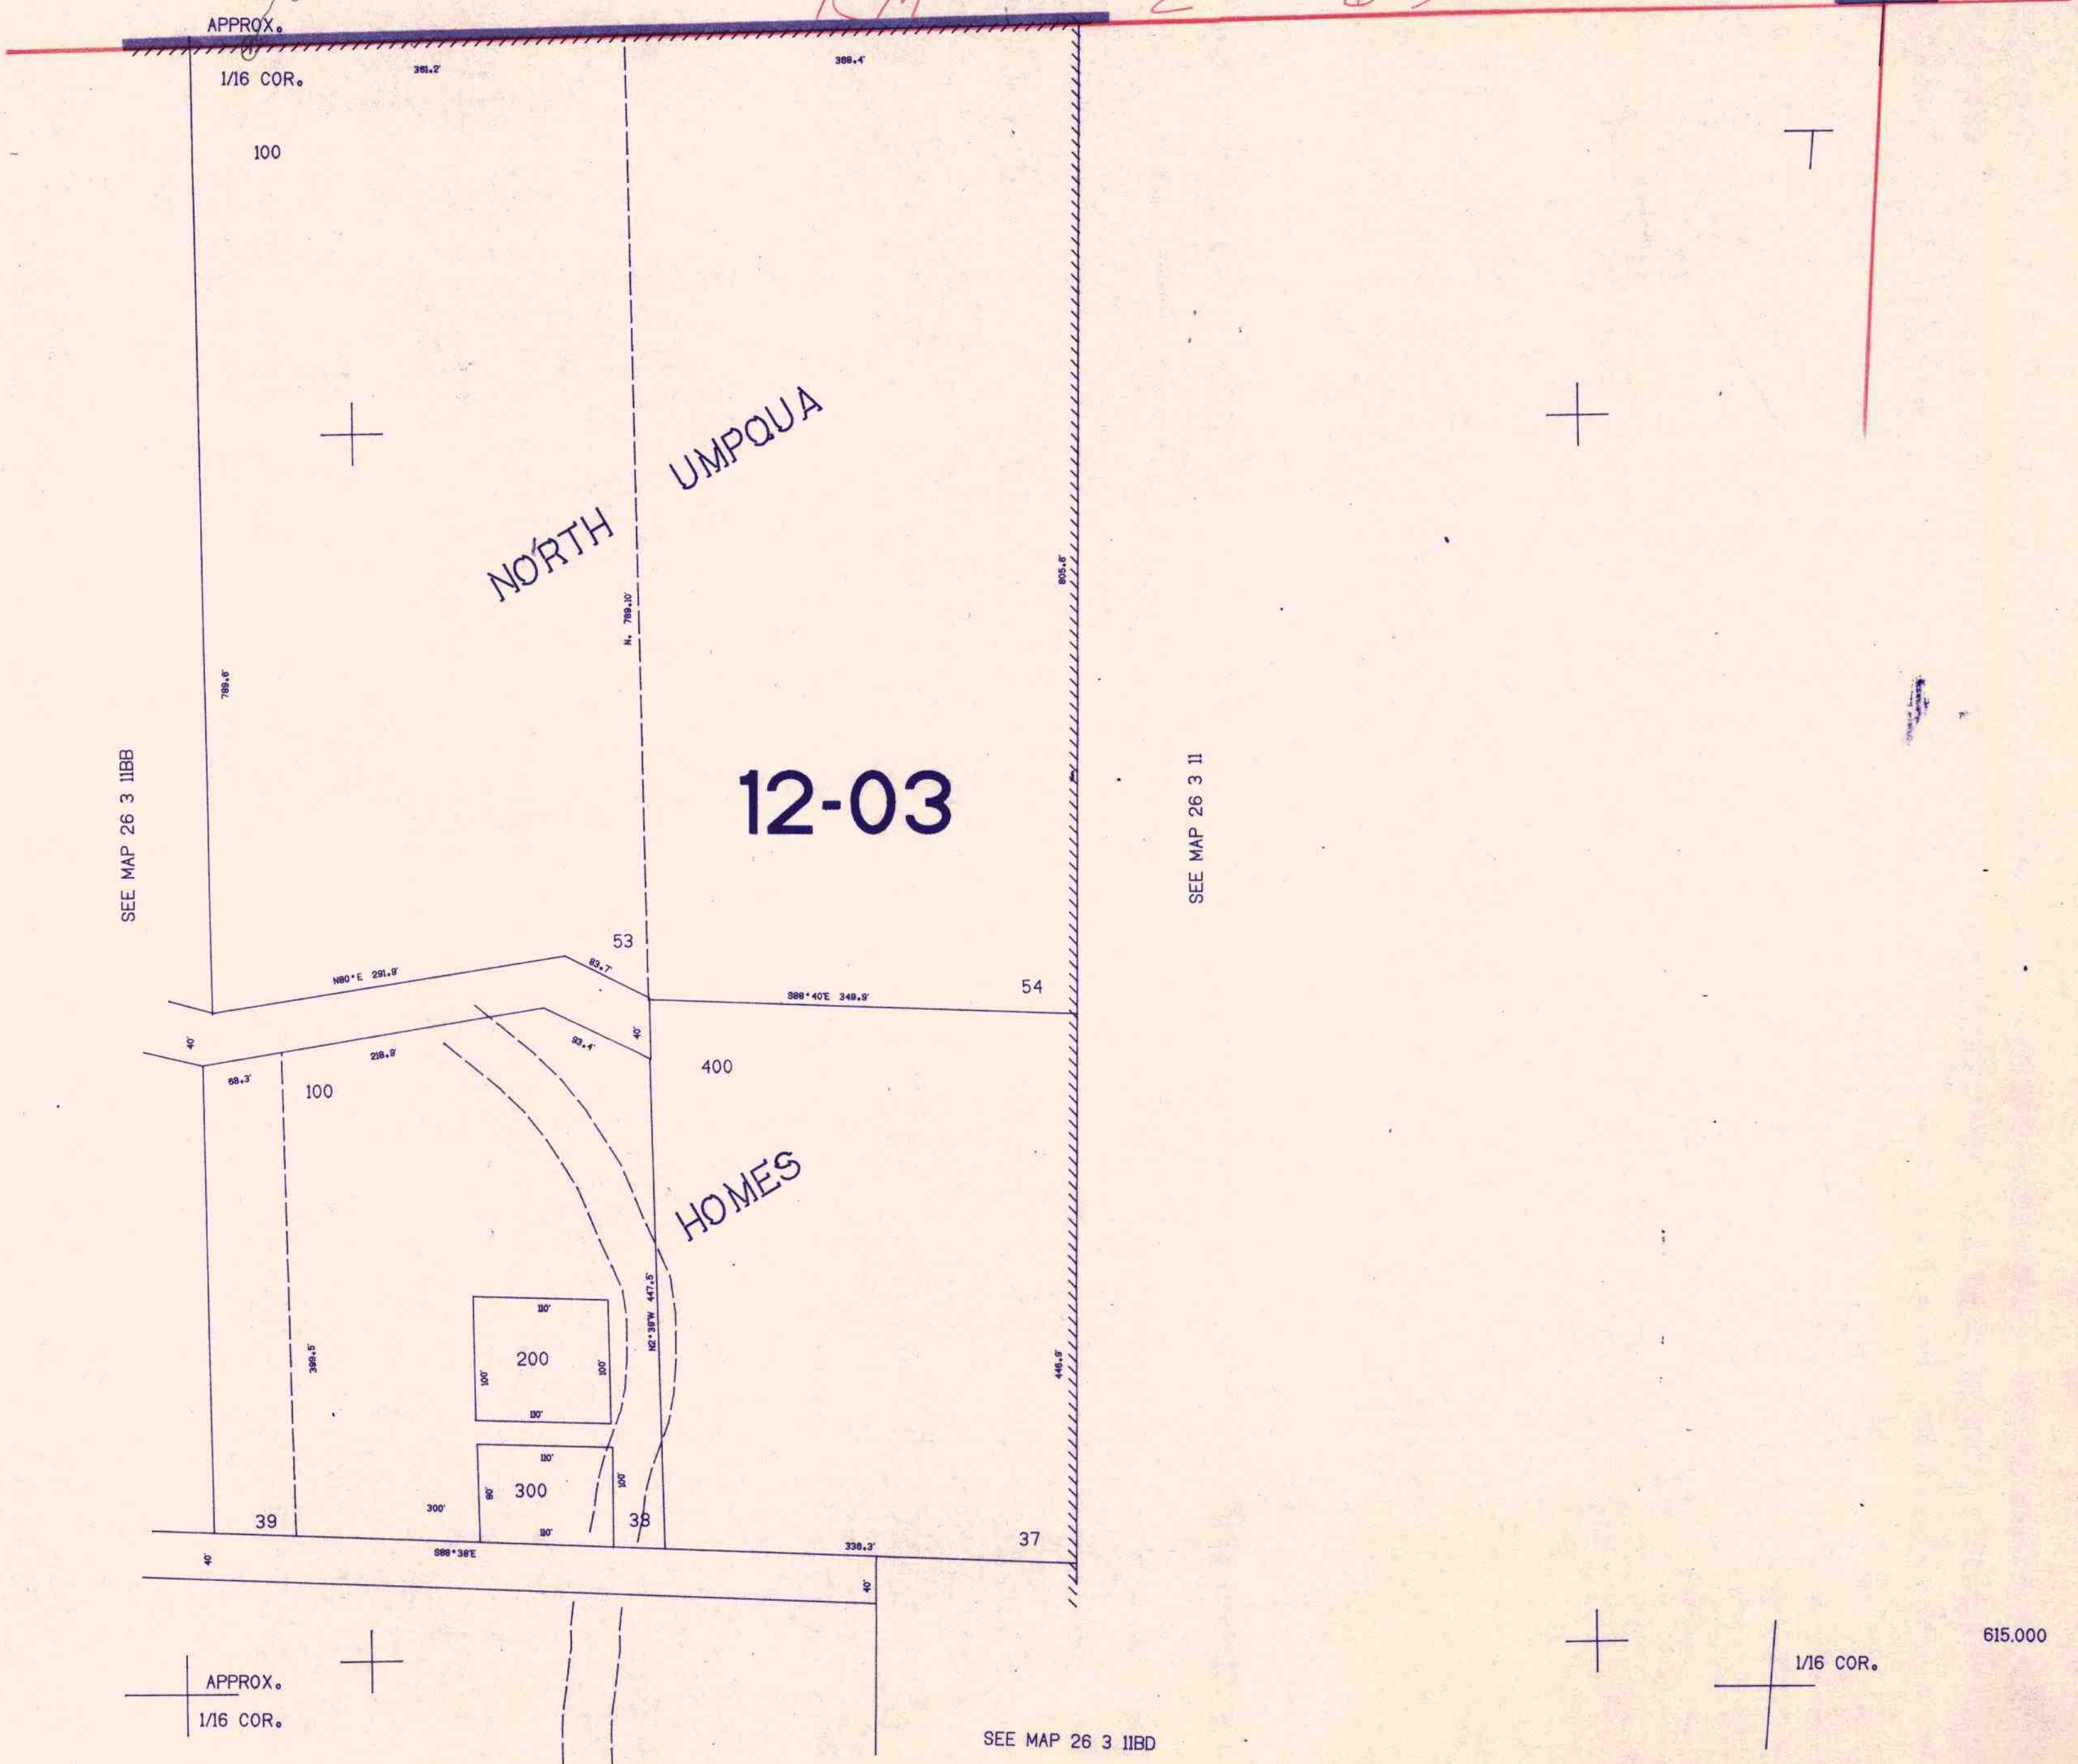 APPROX.
1/16 COR.
361.2'
388.4'
100
NORTH UMPQUA
N. 789.10'
805.6'
789.6'
SEE MAP 26 3 11BB
12-03
SEE MAP 26 3 11
53
N80°E 291.9'
83.7'
54
S88°40'E 349.9'
40'
40'
93.4'
218.9'
68.3'
400
100
HOMES
N2°38'W 447.5'
110'
200
100'
100'
110'
399.5'
446.9'
110'
300
90'
100'
110'
300'
39
38
37
S88°38'E
336.3'
40'
40'
APPROX.
1/16 COR.
615.000
1/16 COR.
SEE MAP 26 3 11BD